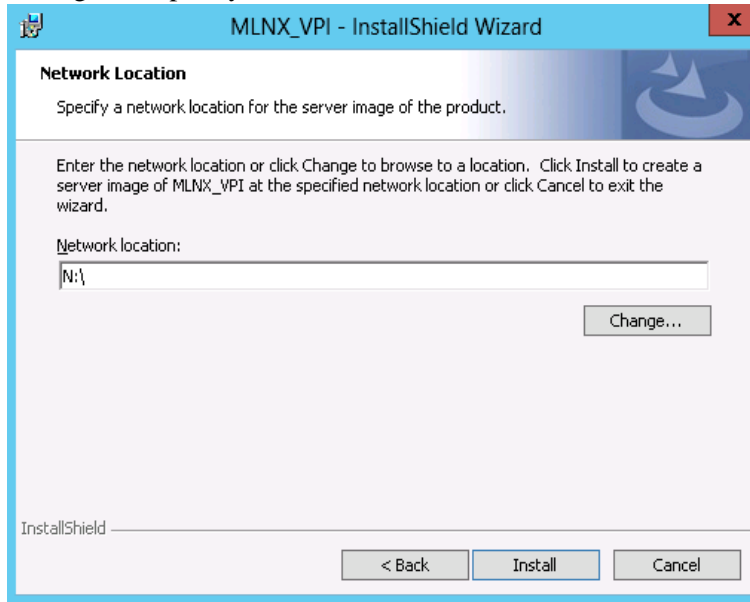 MLNX_VPI - InstallShield Wizard
x
Network Location
Specify a network location for the server image of the product.
Enter the network location or click Change to browse to a location. Click Install to create a
server image of MLNX_VPI at the specified network location or click Cancel to exit the
wizard.
Network location:
N:\
Change...
InstallShield
< Back Install Cancel